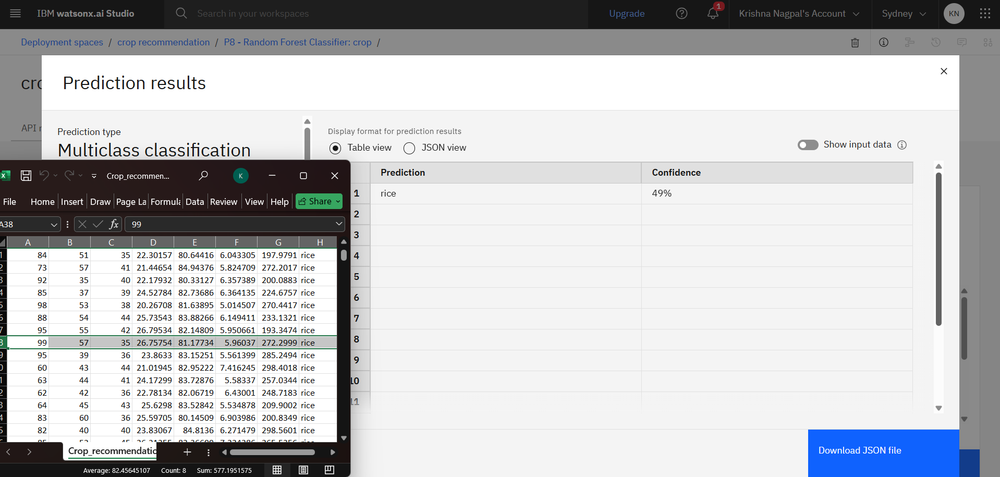 IBM watsonx.ai Studio
Search in your workspaces
Upgrade
1
Krishna Nagpal's Account
Sydney
KN
Deployment spaces / crop recommendation / P8 - Random Forest Classifier: crop /
Prediction results
API
Prediction type
Multiclass classification
Display format for prediction results
Table view
JSON view
Show input data
Prediction Confidence
1 rice 49%
2
3
4
5
6
7
8
9
10
11
Download JSON file
Crop_recommen...
K
File Home Insert Draw Page La Formula Data Review View Help Share
A38 fx 99
A B C D E F G H
1 84 51 35 22.30157 80.64416 6.043305 197.9791 rice
2 73 57 41 21.44654 84.94376 5.824709 272.2017 rice
3 92 35 40 22.17932 80.33127 6.357389 200.0883 rice
4 85 37 39 24.52784 82.73686 6.364135 224.6757 rice
5 98 53 38 20.26708 81.63895 5.014507 270.4417 rice
6 88 54 44 25.73543 83.88266 6.149411 233.1321 rice
7 95 55 42 26.79534 82.14809 5.950661 193.3474 rice
8 99 57 35 26.75754 81.17734 5.96037 272.2999 rice
9 95 39 36 23.8633 83.15251 5.561399 285.2494 rice
0 60 43 44 21.01945 82.95222 7.416245 298.4018 rice
1 63 44 41 24.17299 83.72876 5.58337 257.0344 rice
2 62 42 36 22.78134 82.06719 6.43001 248.7183 rice
3 64 45 43 25.6298 83.52842 5.534878 209.9002 rice
4 83 60 36 25.59705 80.14509 6.903986 200.8349 rice
5 82 40 40 23.83067 84.8136 6.271479 298.5601 rice
Crop_recommendatio
Average: 82.45645107 Count: 8 Sum: 577.1951575